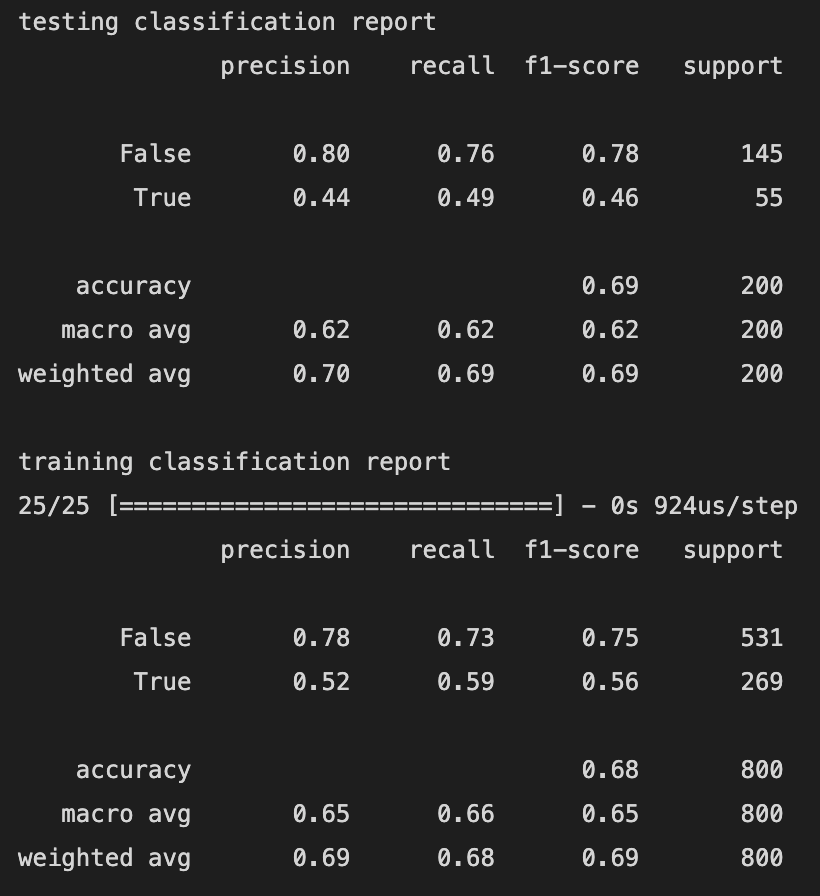 testing classification report
precision recall f1-score support
False 0.80 0.76 0.78 145
True 0.44 0.49 0.46 55
accuracy 0.69 200
macro avg 0.62 0.62 0.62 200
weighted avg 0.70 0.69 0.69 200
training classification report
25/25 [==============================] - 0s 924us/step
precision recall f1-score support
False 0.78 0.73 0.75 531
True 0.52 0.59 0.56 269
accuracy 0.68 800
macro avg 0.65 0.66 0.65 800
weighted avg 0.69 0.68 0.69 800